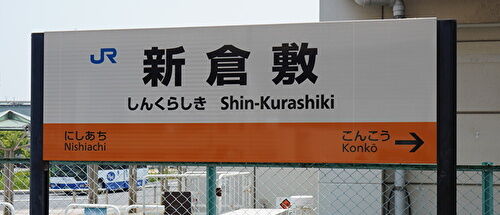 JR
新倉敷
しんくらしき Shin-Kurashiki
にしあち
Nishiachi
こんこう
Konkō